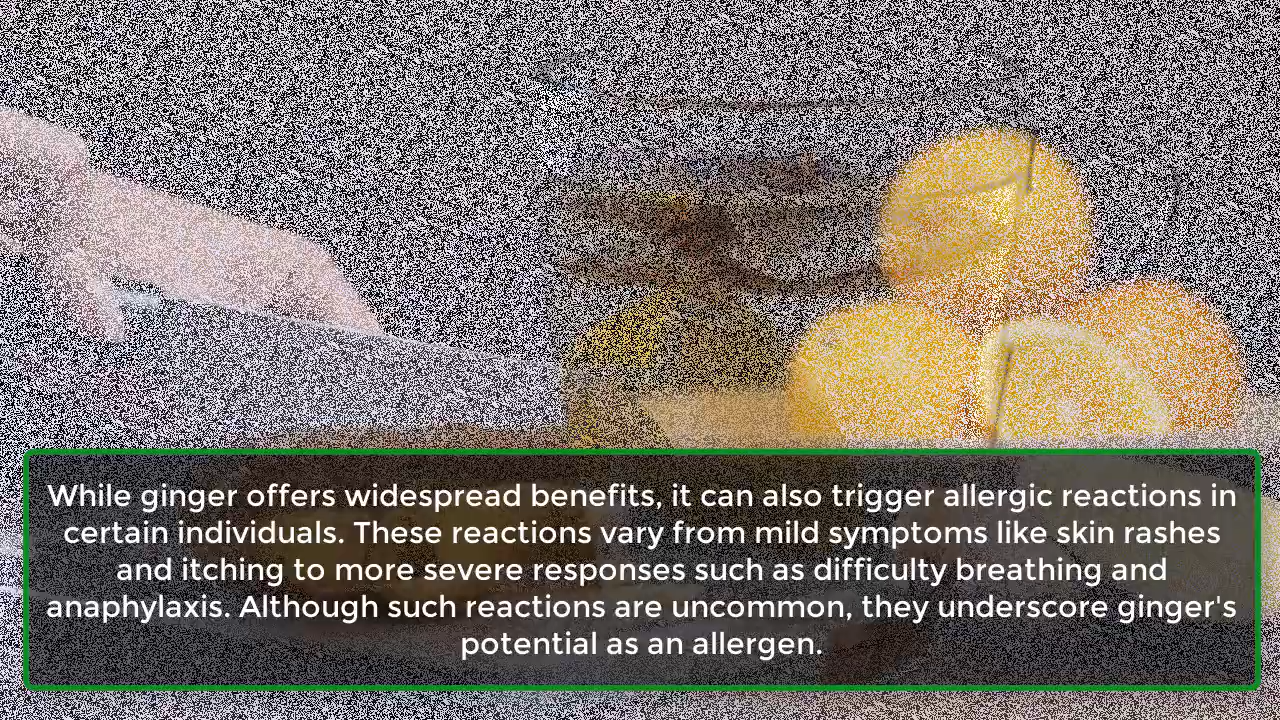 While ginger offers widespread benefits, it can also trigger allergic reactions in
certain individuals. These reactions vary from mild symptoms like skin rashes
and itching to more severe responses such as difficulty breathing and
anaphylaxis. Although such reactions are uncommon, they underscore ginger's
potential as an allergen.